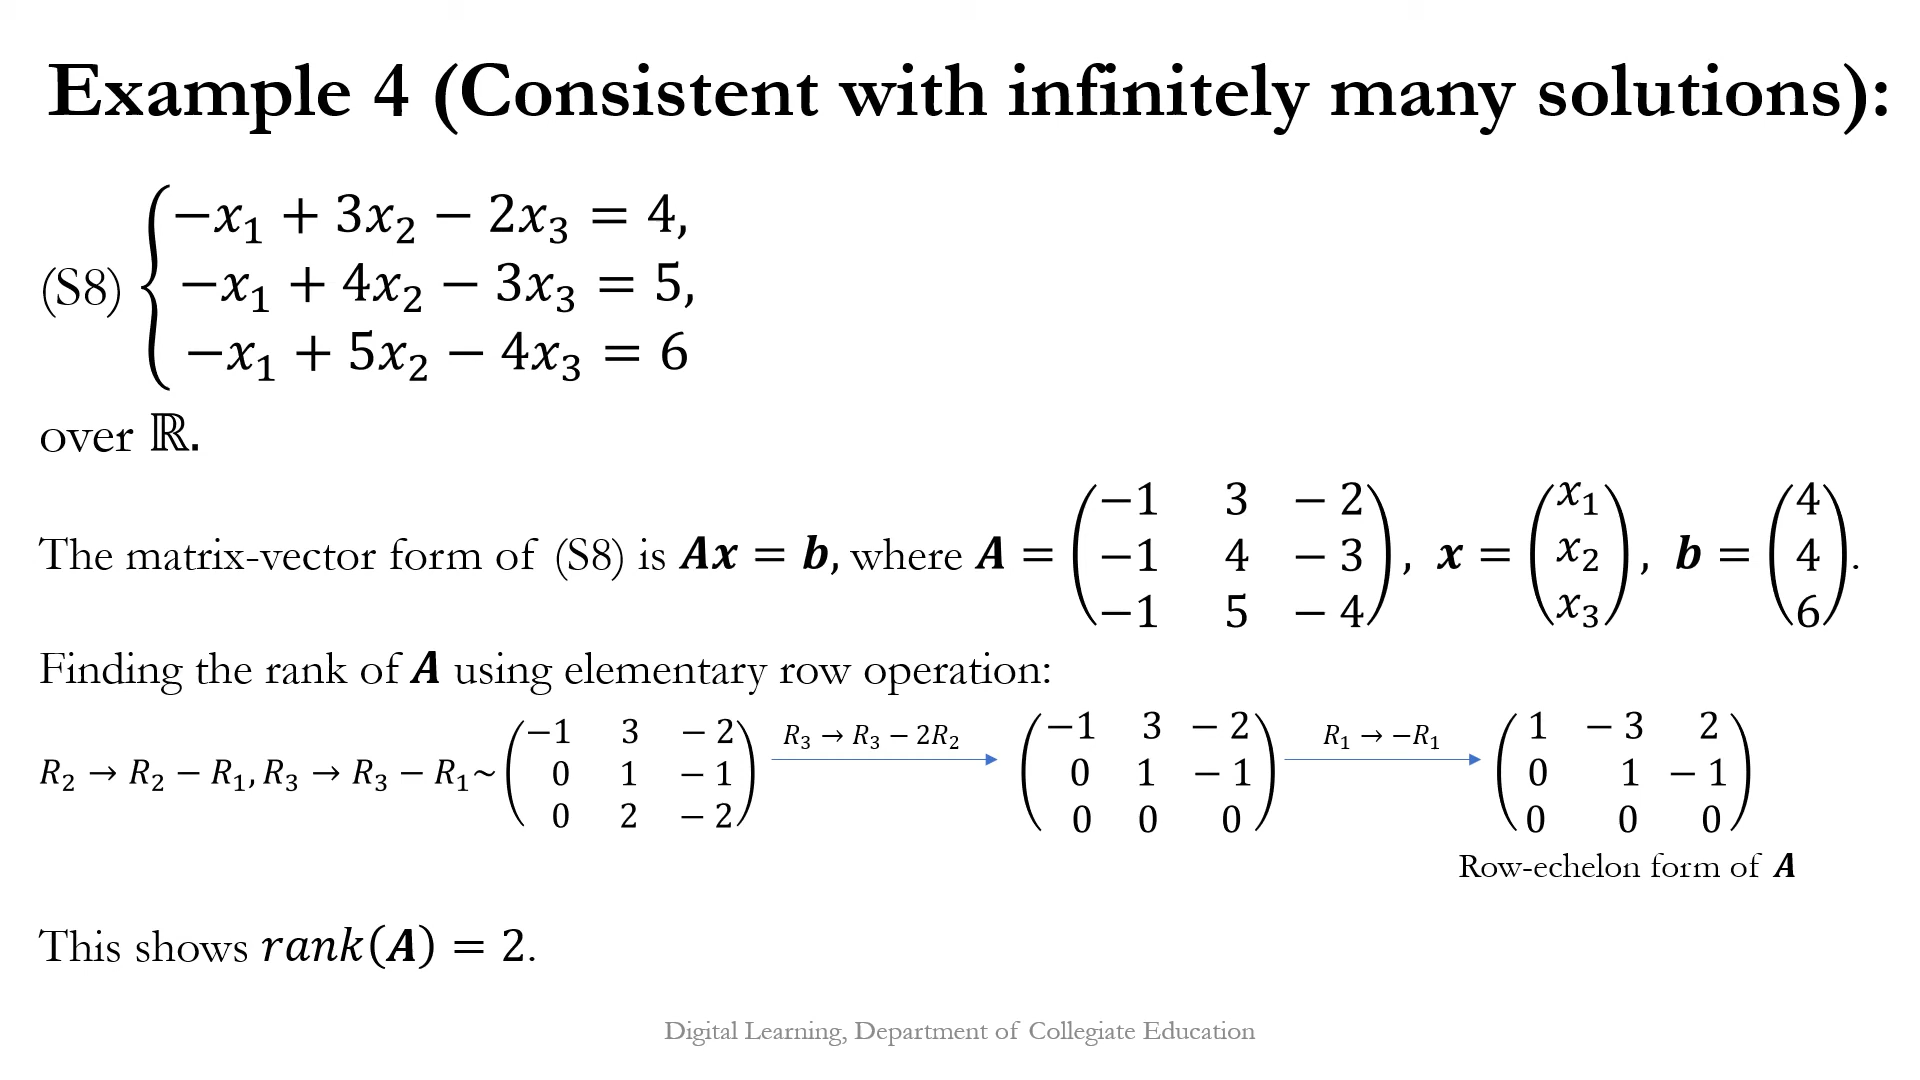 Example 4 (Consistent with infinitely many solutions):
−x₁ + 3x₂ − 2x₃ = 4,
(S8) { −x₁ + 4x₂ − 3x₃ = 5,
−x₁ + 5x₂ − 4x₃ = 6
over ℝ.
The matrix-vector form of (S8) is Ax = b, where A = (−1 3 − 2; −1 4 − 3; −1 5 − 4), x = (x₁; x₂; x₃), b = (4; 4; 6).
Finding the rank of A using elementary row operation:
R₂ → R₂ − R₁, R₃ → R₃ − R₁~ (−1 3 − 2; 0 1 − 1; 0 2 − 2) R₃ → R₃ − 2R₂ (−1 3 − 2; 0 1 − 1; 0 0 0) R₁ → −R₁ (1 − 3 2; 0 1 − 1; 0 0 0)
Row-echelon form of A
This shows rank(A) = 2.
Digital Learning, Department of Collegiate Education